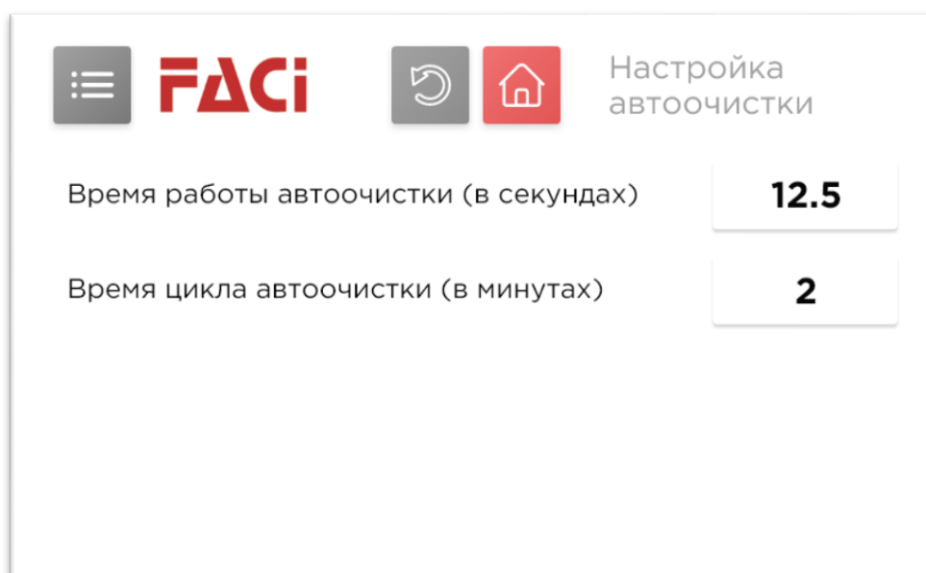 FACi
Настройка
автоочистки
Время работы автоочистки (в секундах)
12.5
Время цикла автоочистки (в минутах)
2